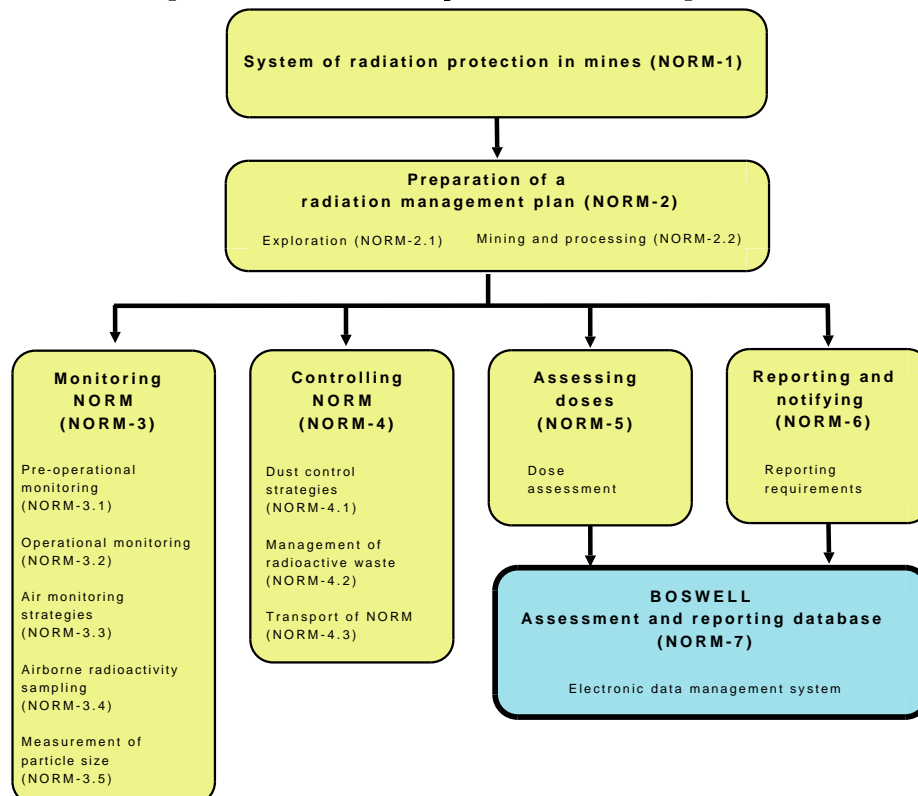 System of radiation protection in mines (NORM-1)
Preparation of a
radiation management plan (NORM-2)
Exploration (NORM-2.1)
Mining and processing (NORM-2.2)
Monitoring
NORM
(NORM-3)
Pre-operational
monitoring
(NORM-3.1)
Operational monitoring
(NORM-3.2)
Air monitoring
strategies
(NORM-3.3)
Airborne radioactivity
sampling
(NORM-3.4)
Measurement of
particle size
(NORM-3.5)
Controlling
NORM
(NORM-4)
Dust control
strategies
(NORM-4.1)
Management of
radioactive waste
(NORM-4.2)
Transport of NORM
(NORM-4.3)
Assessing
doses
(NORM-5)
Dose
assessment
Reporting and
notifying
(NORM-6)
Reporting
requirements
BOSWELL
Assessment and reporting database
(NORM-7)
Electronic data management system